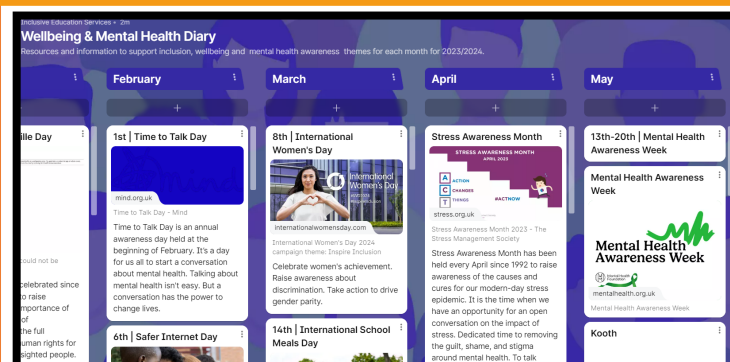 Inclusive Education Services • 2m
Wellbeing & Mental Health Diary
Resources and information to support inclusion, wellbeing and mental health awareness themes for each month for 2023/2024.
ille Day
could not be
celebrated since
to raise
mportance of
of
the full
uman rights for
sighted people.
February
+
1st | Time to Talk Day
mind.org.uk
Time to Talk Day - Mind
Time to Talk Day is an annual
awareness day held at the
beginning of February. It's a day
for us all to start a conversation
about mental health. Talking about
mental health isn't easy. But a
conversation has the power to
change lives.
6th | Safer Internet Day
March
+
8th | International
Women's Day
International
Women's Day
internationalwomensday.com
International Women's Day 2024
campaign theme: Inspire Inclusion
Celebrate women's achievement.
Raise awareness about
discrimination. Take action to drive
gender parity.
14th | International School
Meals Day
April
+
Stress Awareness Month
STRESS AWARENESS MONTH
APRIL 2023
A ACTION
C CHANGES
T THINGS
#ACTNOW
stress.org.uk
Stress Awareness Month 2023 - The
Stress Management Society
Stress Awareness Month has been
held every April since 1992 to raise
awareness of the causes and
cures for our modern-day stress
epidemic. It is the time when we
have an opportunity for an open
conversation on the impact of
stress. Dedicated time to removing
the guilt, shame, and stigma
around mental health. To talk
May
+
13th-20th | Mental Health
Awareness Week
Mental Health Awareness
Week
Mental Health
Awareness Week
Mental Health
Foundation
mentalhealth.org.uk
Mental Health Awareness Week
Kooth